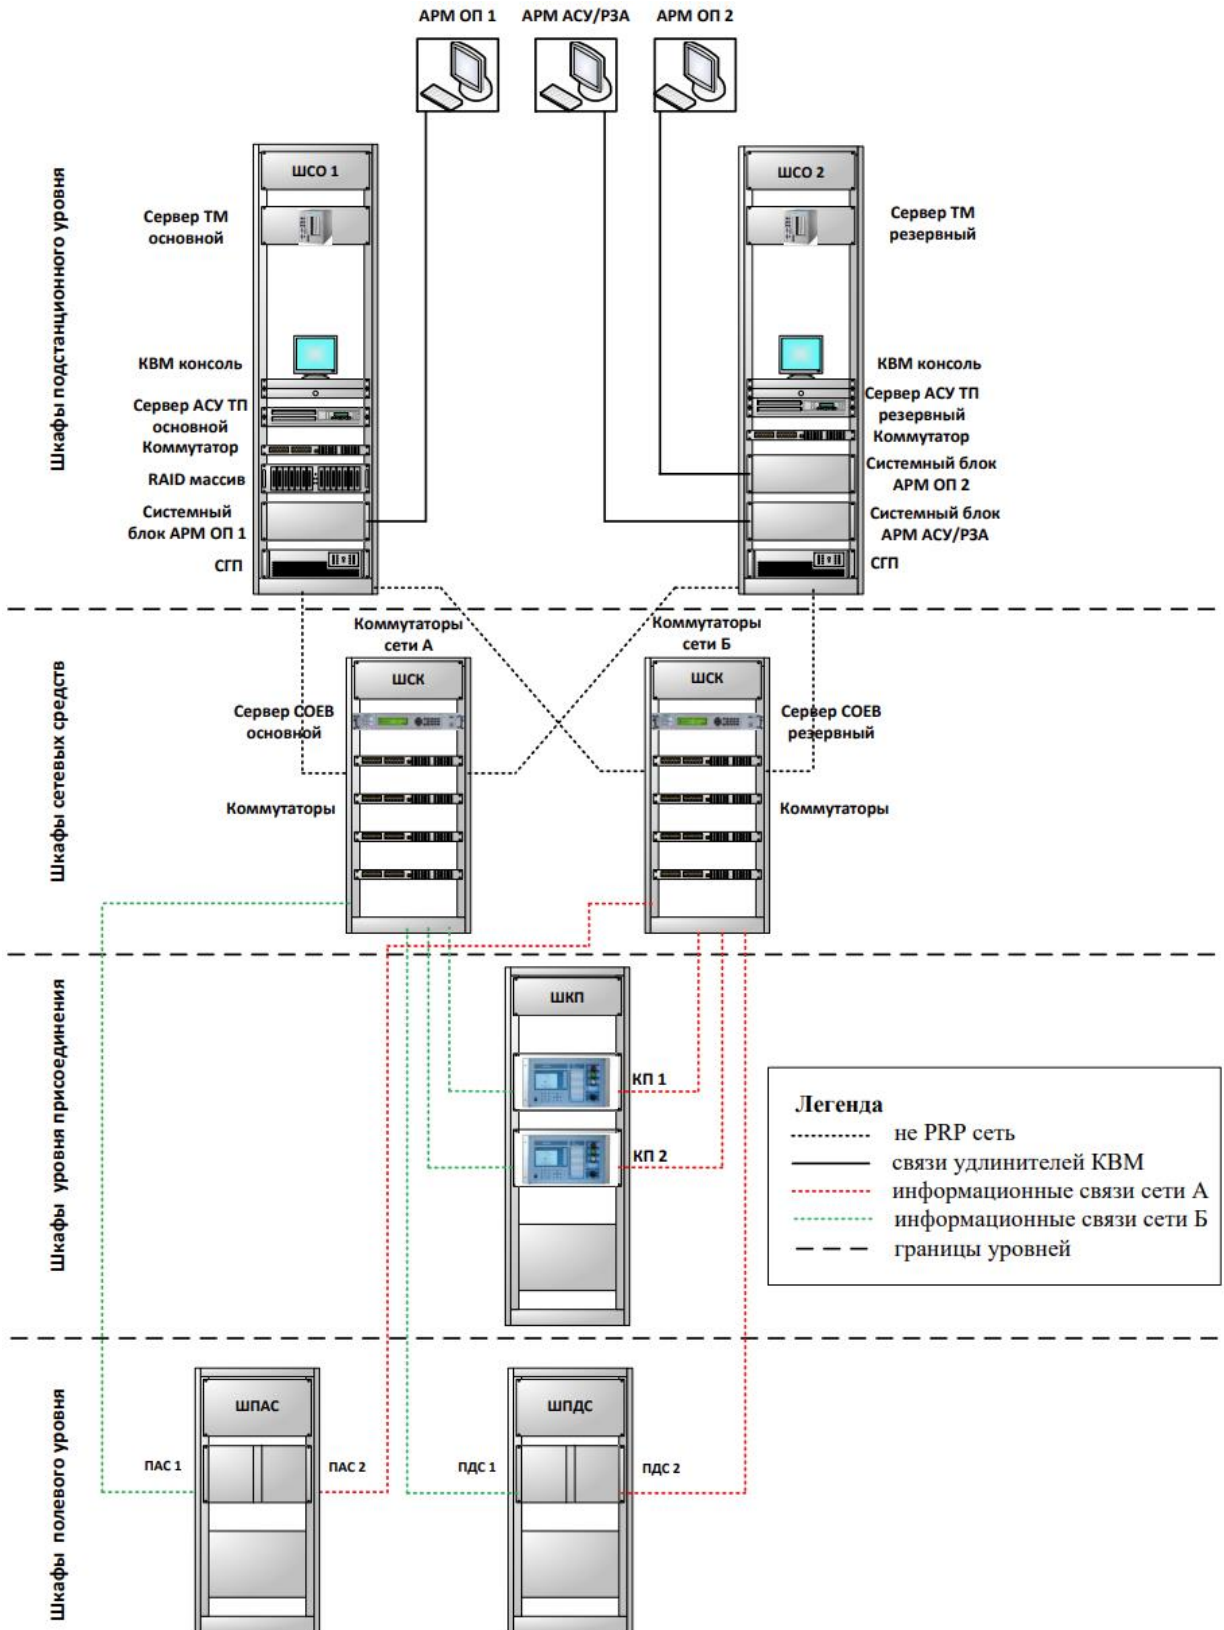 АРМ ОП 1
АРМ АСУ/РЗА
АРМ ОП 2
Шкафы подстанционного уровня
ШСО 1
Сервер ТМ
основной
КВМ консоль
Сервер АСУ ТП
основной
Коммутатор
RAID массив
Системный
блок АРМ ОП 1
СГП
ШСО 2
Сервер ТМ
резервный
КВМ консоль
Сервер АСУ ТП
резервный
Коммутатор
Системный блок
АРМ ОП 2
Системный блок
АРМ АСУ/РЗА
СГП
Шкафы сетевых средств
Коммутаторы
сети А
ШСК
Сервер СОЕВ
основной
Коммутаторы
Коммутаторы
сети Б
ШСК
Сервер СОЕВ
резервный
Коммутаторы
Шкафы уровня присоединения
ШКП
КП 1
КП 2
Легенда
не PRP сеть
связи удлинителей КВМ
информационные связи сети А
информационные связи сети Б
границы уровней
Шкафы полевого уровня
ШПАС
ПАС 1
ПАС 2
ШПДС
ПДС 1
ПДС 2